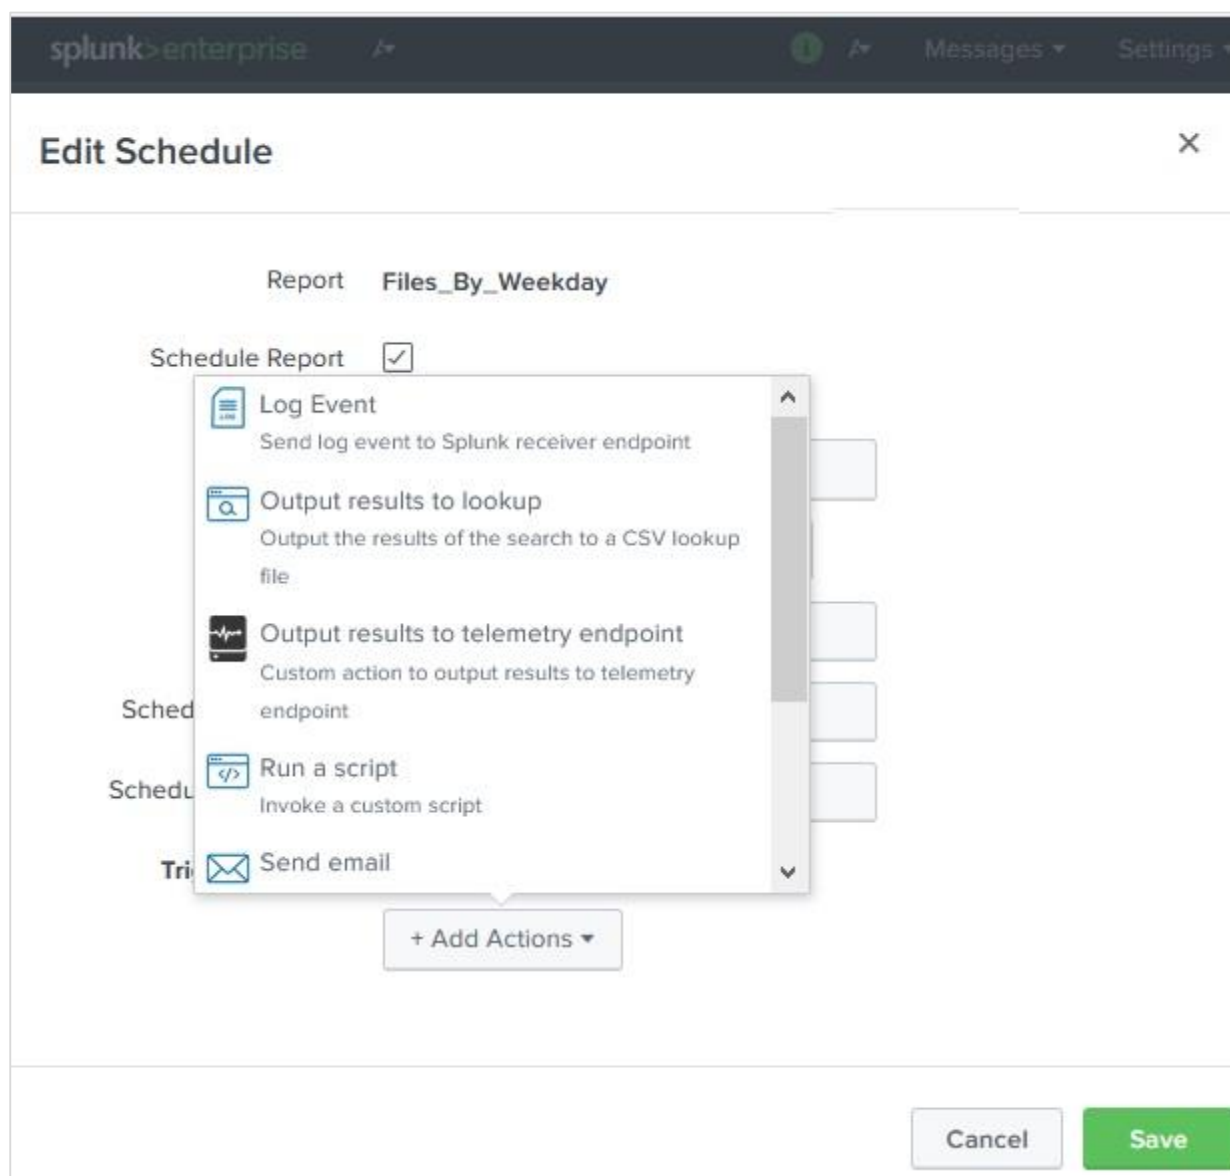 splunk>enterprise
Messages
Settings
Edit Schedule
Report Files_By_Weekday
Schedule Report
Log Event
Send log event to Splunk receiver endpoint
Output results to lookup
Output the results of the search to a CSV lookup
file
Output results to telemetry endpoint
Custom action to output results to telemetry
endpoint
Sched
Run a script
Invoke a custom script
Schedu
Send email
Tri
+ Add Actions
Cancel
Save